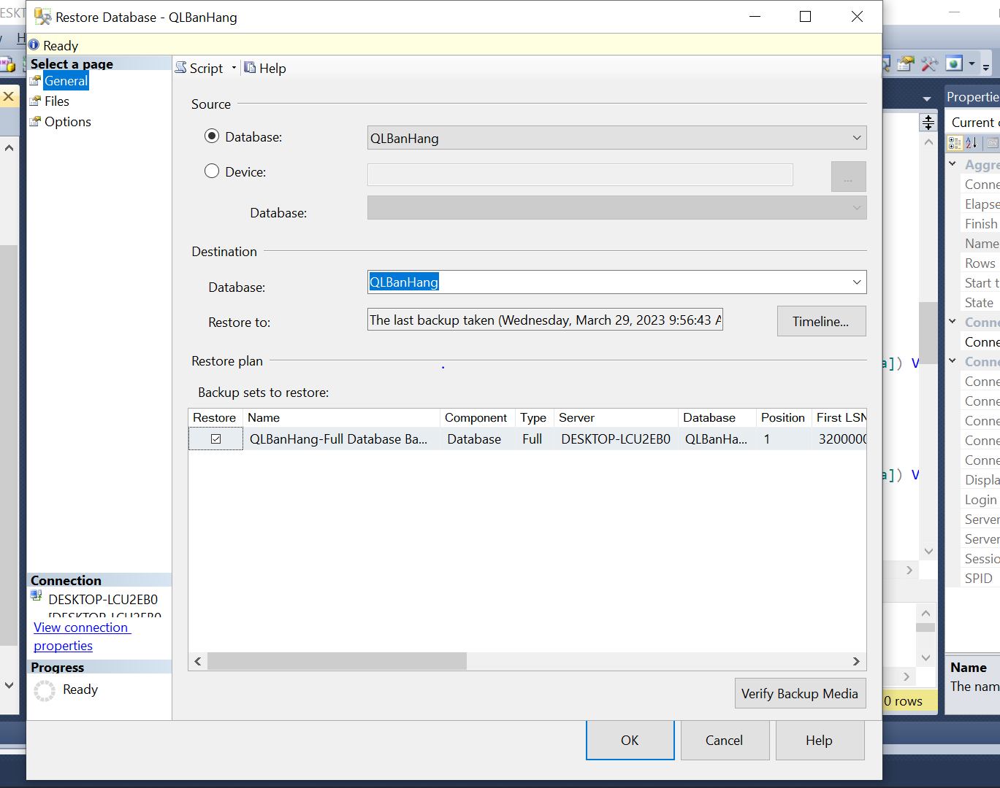 Restore Database - QLBanHang
Ready
Select a page
General
Files
Options
Script
Help
Source
Database:
QLBanHang
Device:
...
Database:
Destination
Database:
QLBanHang
Restore to:
The last backup taken (Wednesday, March 29, 2023 9:56:43 A
Timeline...
Restore plan
Backup sets to restore:
Restore Name Component Type Server Database Position First LSN
QLBanHang-Full Database Ba... Database Full DESKTOP-LCU2EB0 QLBanHa... 1 3200000
Connection
DESKTOP-LCU2EB0
[DESKTOP-LCU2EB0
View connection
properties
Progress
Ready
Verify Backup Media
OK
Cancel
Help
ESKT
H
a]) V
a]) V
0 rows
Propertie
Current
Aggre
Conne
Elapse
Finish
Name
Rows
Start t
State
Conne
Conne
Conne
Conne
Conne
Conne
Conne
Conne
Displa
Login
Server
Server
Sessio
SPID
Name
The nam